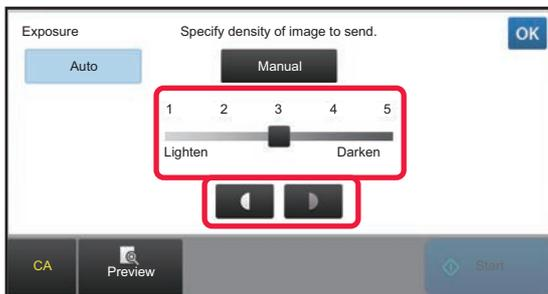 Exposure
Specify density of image to send.
OK
Auto
Manual
1 2 3 4 5
Lighten Darken
CA
Preview
Start